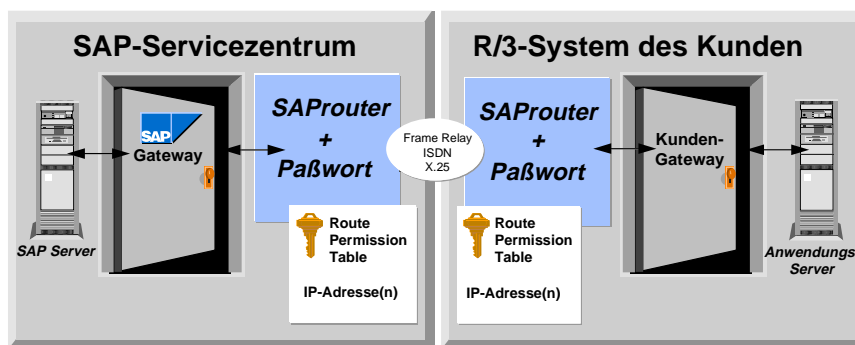 SAP-Servicezentrum
SAProuter
+
Paßwort
SAP
Gateway
SAP Server
Route
Permission
Table
IP-Adresse(n)
Frame Relay
ISDN
X.25
R/3-System des Kunden
SAProuter
+
Paßwort
Kunden-
Gateway
Route
Permission
Table
IP-Adresse(n)
Anwendungs
Server